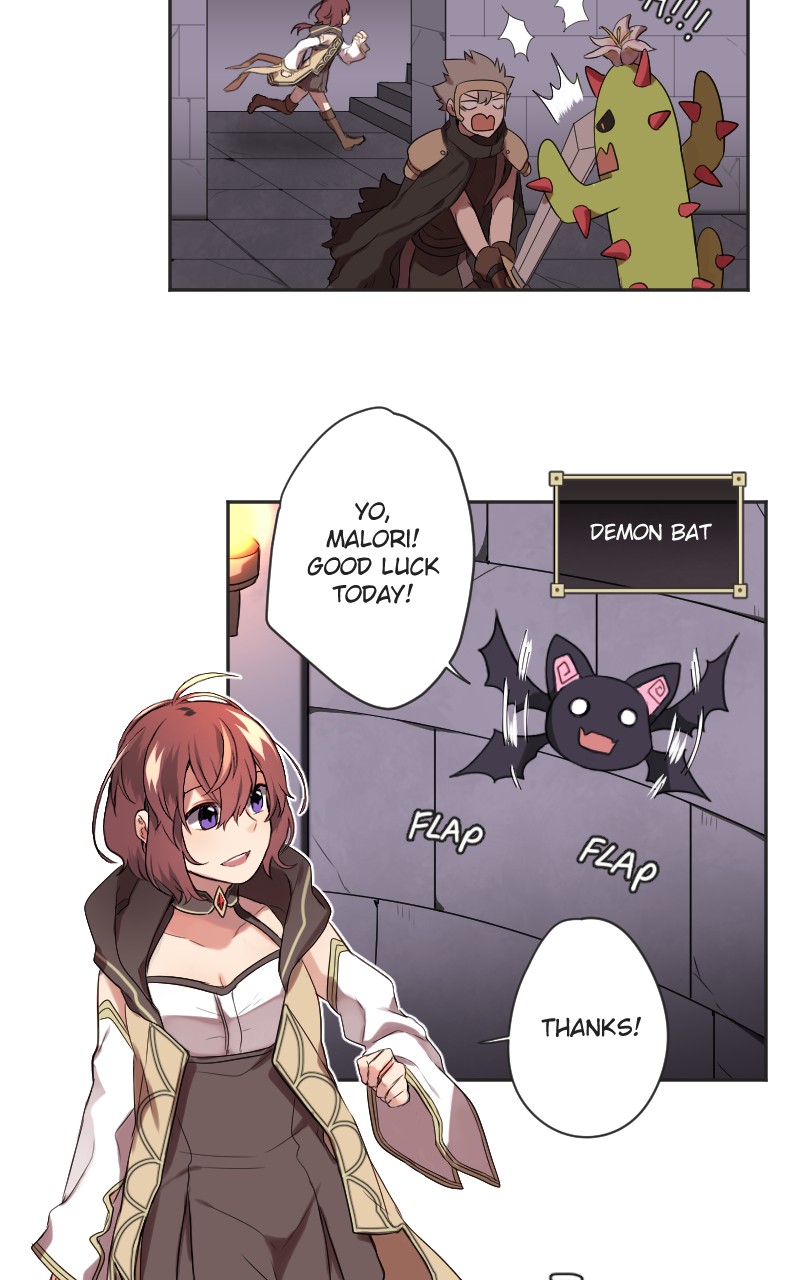 YO,
MALORI!
GOOD LUCK
TODAY!
DEMON BAT
FLAP
FLAP
THANKS!